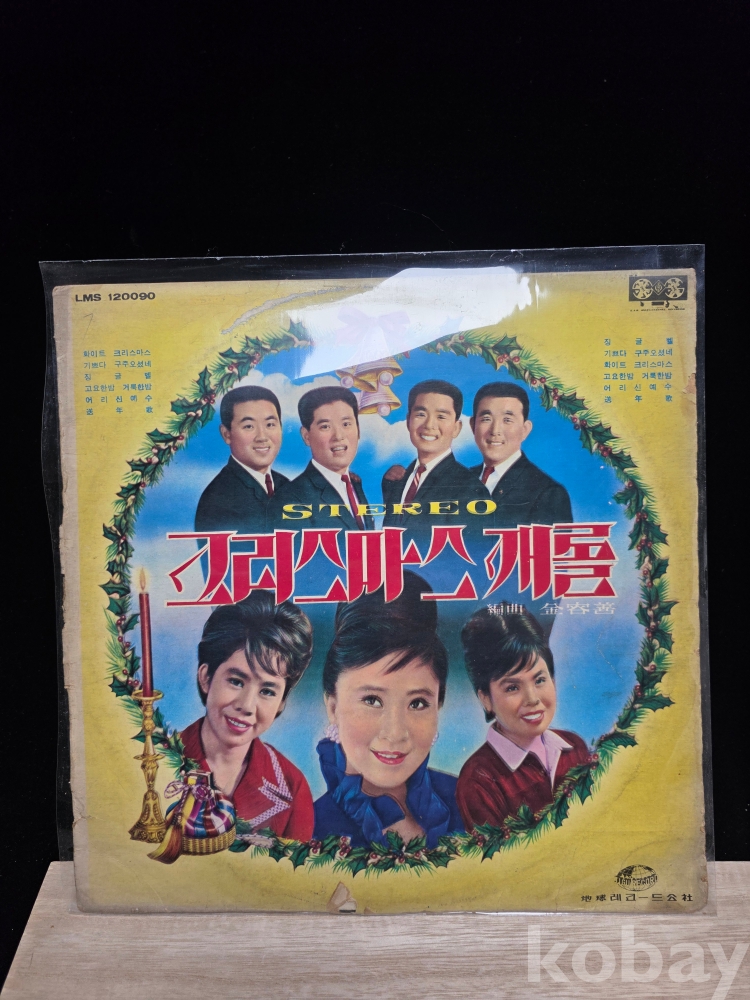 LMS 120090
화이트 크리스마스
기쁘다 구주오셨네
징글벨
고요한밤 거룩한밤
어리신예수
送年歌
징글벨
기쁘다 구주오셨네
화이트 크리스마스
고요한밤 거룩한밤
어리신예수
送年歌
STEREO
크리스마스 캐롤
編曲 金容善
地球레코ー드公社
kobay